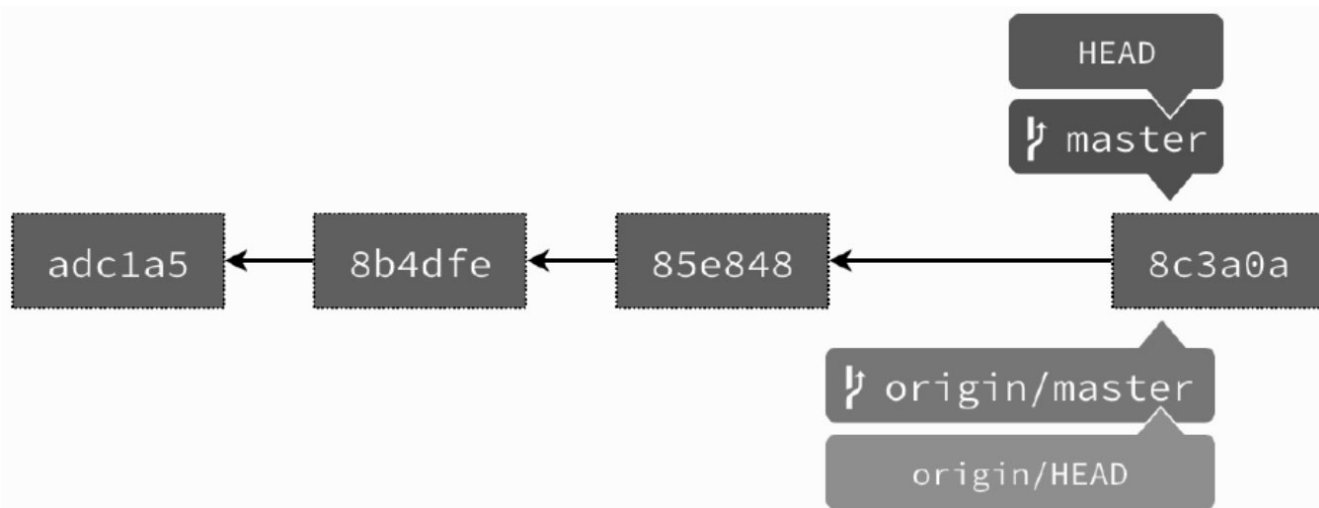 HEAD
master
adc1a5
8b4dfe
85e848
8c3a0a
origin/master
origin/HEAD